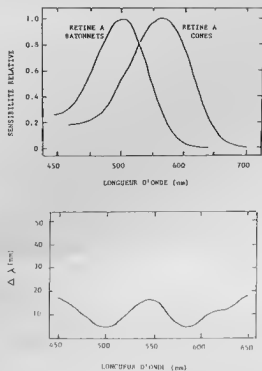 RETINE A
BATONNETS
RETINE A
CONES
SENSIBILITE RELATIVE
1.0
0.8
0.6
0.4
0.2
0
450
500
600
700
LONGUEUR D'ONDE (nm)
Δ λ (nm)
50
40
30
20
10
450
500
550
600
650
LONGUEUR D'ONDE (nm)